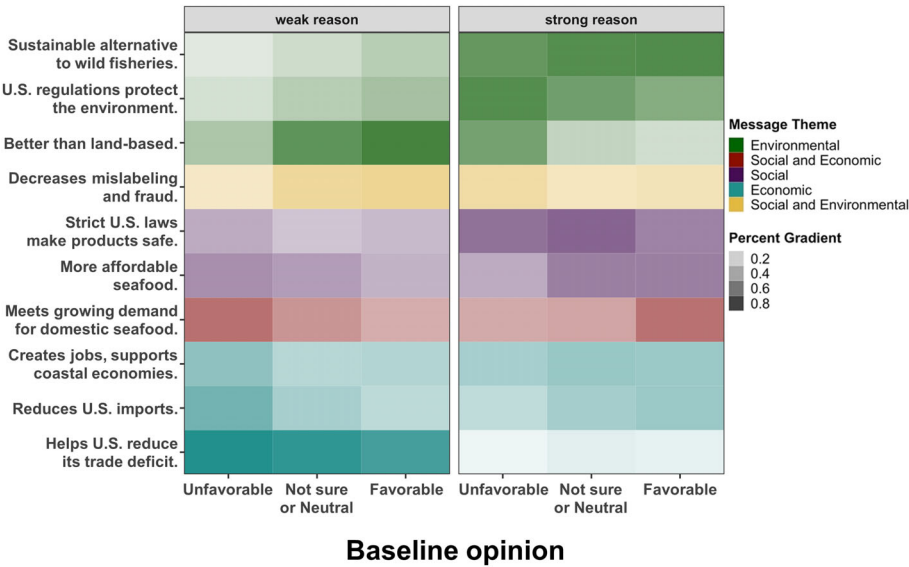 weak reason
strong reason
Sustainable alternative
to wild fisheries.
U.S. regulations protect
the environment.
Better than land-based.
Decreases mislabeling
and fraud.
Strict U.S. laws
make products safe.
More affordable
seafood.
Meets growing demand
for domestic seafood.
Creates jobs, supports
coastal economies.
Reduces U.S. imports.
Helps U.S. reduce
its trade deficit.
Unfavorable
Not sure
or Neutral
Favorable
Unfavorable
Not sure
or Neutral
Favorable
Baseline opinion
Message Theme
Environmental
Social and Economic
Social
Economic
Social and Environmental
Percent Gradient
0.2
0.4
0.6
0.8